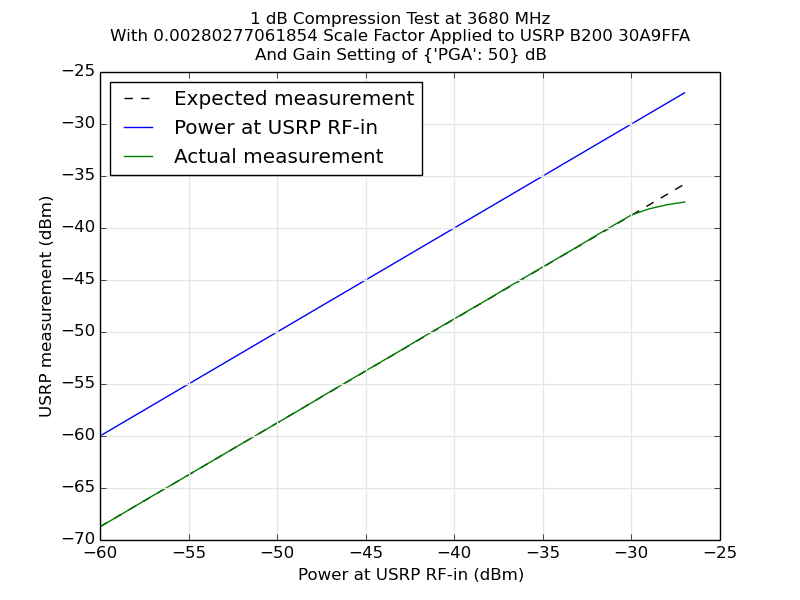 1 dB Compression Test at 3680 MHz
With 0.00280277061854 Scale Factor Applied to USRP B200 30A9FFA
And Gain Setting of {'PGA': 50} dB
−25
−30
−35
−40
−45
−50
−55
−60
−65
−70
Expected measurement
Power at USRP RF-in
Actual measurement
USRP measurement (dBm)
−60 −55 −50 −45 −40 −35 −30 −25
Power at USRP RF-in (dBm)